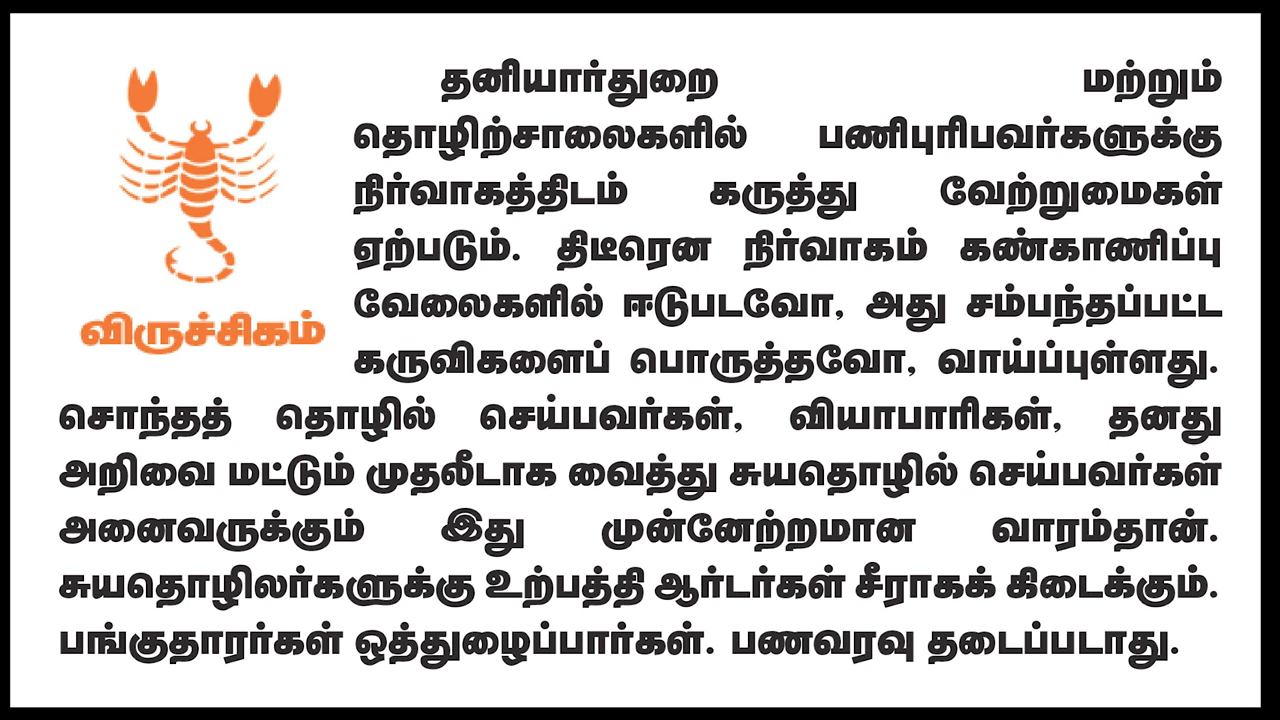 தனியார்துறை மற்றும்
தொழிற்சாலைகளில் பணிபுரிபவர்களுக்கு
நிர்வாகத்திடம் கருத்து வேற்றுமைகள்
ஏற்படும். திடீரென நிர்வாகம் கண்காணிப்பு
வேலைகளில் ஈடுபடவோ, அது சம்பந்தப்பட்ட
கருவிகளைப் பொருத்தவோ, வாய்ப்புள்ளது.
விருச்சிகம்
சொந்தத் தொழில் செய்பவர்கள், வியாபாரிகள், தனது
அறிவை மட்டும் முதலீடாக வைத்து சுயதொழில் செய்பவர்கள்
அனைவருக்கும் இது முன்னேற்றமான வாரம்தான்.
சுயதொழிலர்களுக்கு உற்பத்தி ஆர்டர்கள் சீராகக் கிடைக்கும்.
பங்குதாரர்கள் ஒத்துழைப்பார்கள். பணவரவு தடைப்படாது.